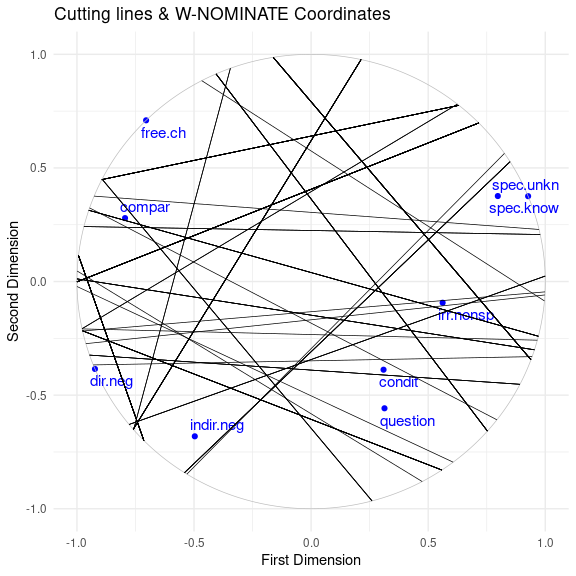 Cutting lines & W-NOMINATE Coordinates
1.0
free.ch
0.5
spec.unkn
compar
spec.know
Second Dimension
0.0
irr.nonsp
dir.neg
condit
-0.5
indir.neg
question
-1.0
-1.0 -0.5 0.0 0.5 1.0
First Dimension